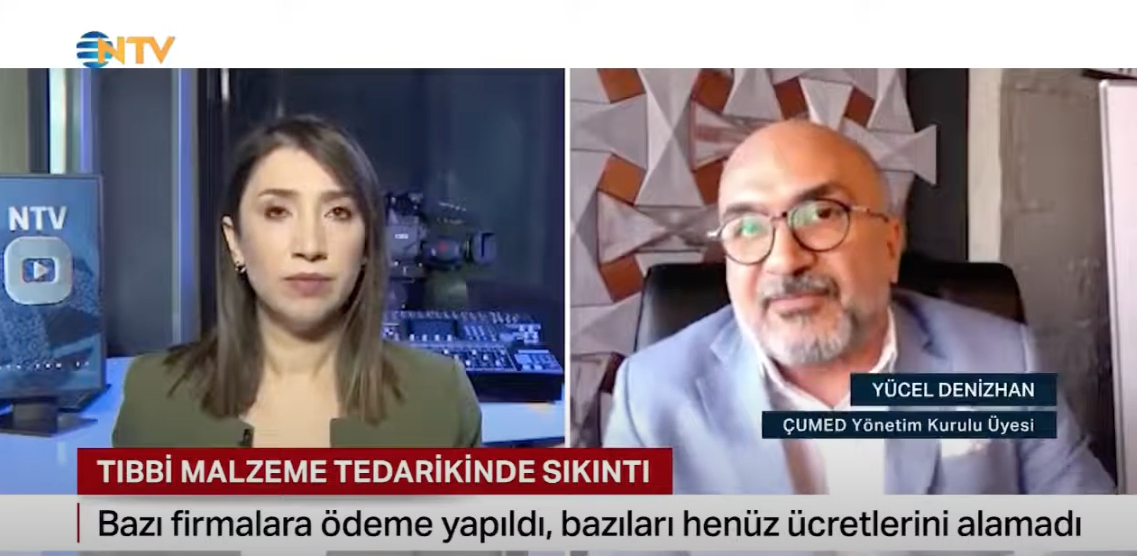 NTV
NTV
YÜCEL DENİZHAN
ÇUMED Yönetim Kurulu Üyesi
TIBBİ MALZEME TEDARİKİNDE SIKINTI
Bazı firmalara ödeme yapıldı, bazıları henüz ücretlerini alamadı